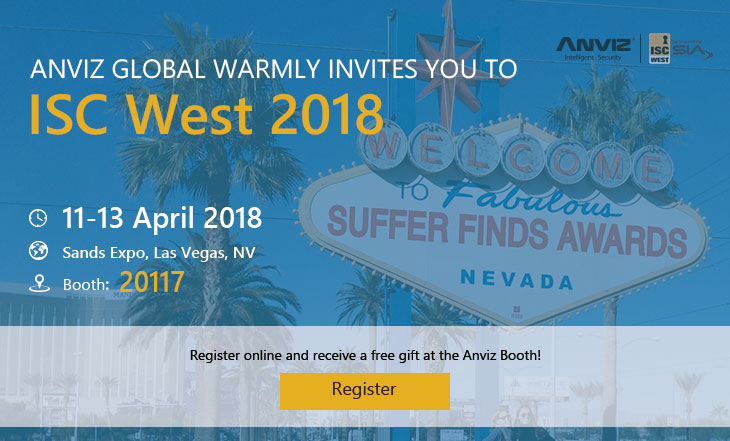 ANVIZ
Intelligent Security
ISC
WEST
SIA
ANVIZ GLOBAL WARMLY INVITES YOU TO
ISC West 2018
WELCOME
TO Fabulous
SUFFER FINDS AWARDS
NEVADA
11-13 April 2018
Sands Expo, Las Vegas, NV
Booth: 20117
Register online and receive a free gift at the Anviz Booth!
Register